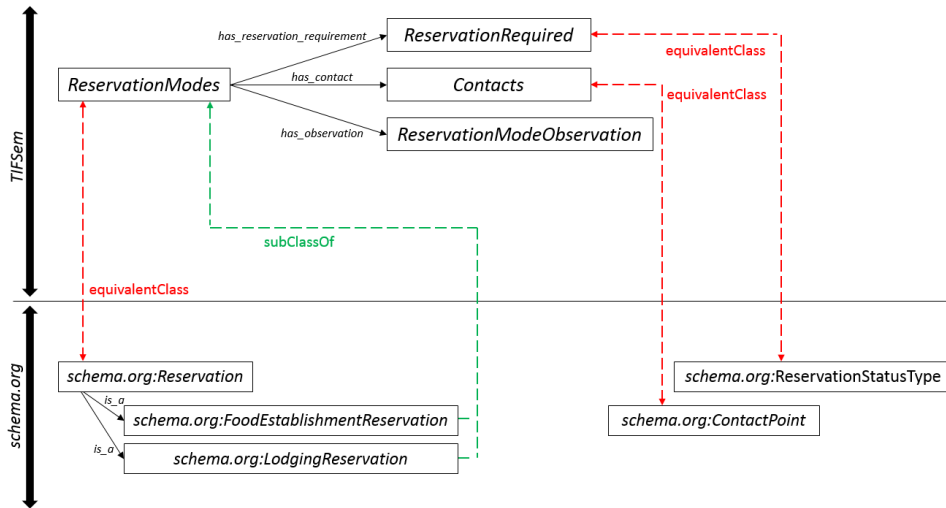 TIFSem
has_reservation_requirement
ReservationRequired
equivalentClass
ReservationModes
has_contact
Contacts
equivalentClass
has_observation
ReservationModeObservation
subClassOf
equivalentClass
schema.org
schema.org:Reservation
schema.org:ReservationStatusType
is_a
schema.org:FoodEstablishmentReservation
schema.org:ContactPoint
is_a
schema.org:LodgingReservation